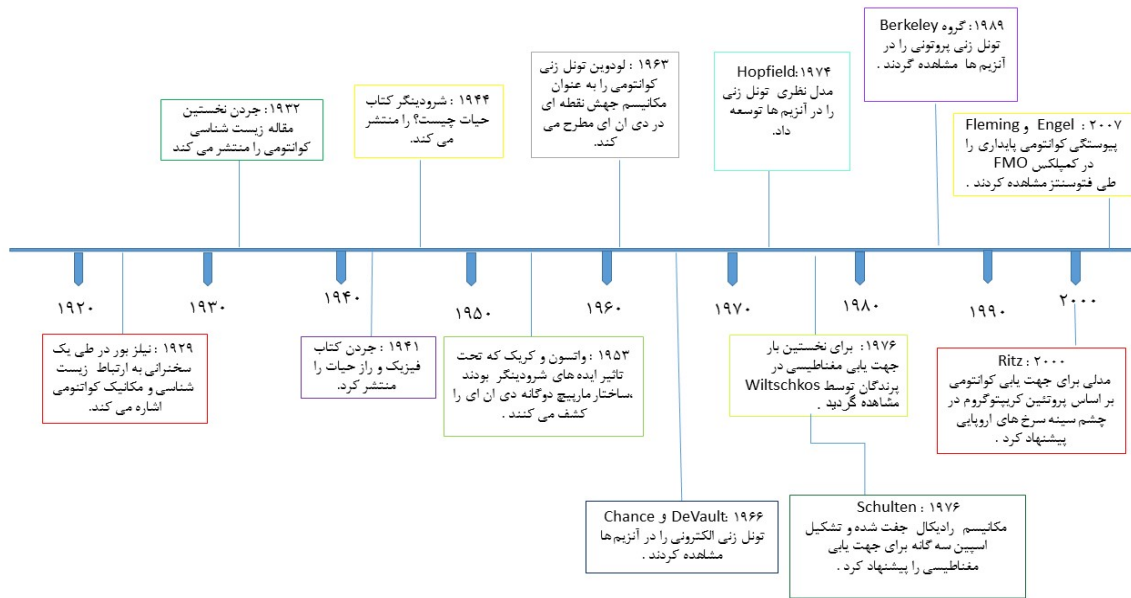 ۱۹۳۲: جردن نخستین
مقاله زیست شناسی
کوانتومی را منتشر می کند
۱۹۴۴ : شرودینگر کتاب
حیات چیست؟ را منتشر
می کند.
۱۹۶۳ : لودوین تونل زنی
کوانتومی را به عنوان
مکانیسم جهش نقطه ای
در دی ان ای مطرح می
کند.
۱۹۷۴:Hopfield
مدل نظری تونل زنی
را در آنزیم ها توسعه
داد.
۱۹۸۹: گروه Berkeley
تونل زنی پروتونی را در
آنزیم ها مشاهده گردند .
۲۰۰۷ : Engel و Fleming
پیوستگی کوانتومی پایداری را
در کمپلکس FMO
طی فتوسنتز مشاهده کردند .
۱۹۲۰
۱۹۳۰
۱۹۴۰
۱۹۵۰
۱۹۶۰
۱۹۷۰
۱۹۸۰
۱۹۹۰
۲۰۰۰
۱۹۲۹ : نیلز بور در طی یک
سخنرانی به ارتباط زیست
شناسی و مکانیک کواتنومی
اشاره می کند.
۱۹۴۱ : جردن کتاب
فیزیک و راز حیات را
منتشر کرد.
۱۹۵۳ : واتسون و کریک که تحت
تاثیر ایده های شرودینگر بودند
،ساختار مارپیچ دوگانه دی ان ای را
کشف می کنند .
۱۹۷۶: برای نخستین بار
جهت یابی مغناطیسی در
پرندگان توسط Wiltschkos
مشاهده گردید .
۲۰۰۰ : Ritz
مدلی برای جهت یابی کوانتومی
بر اساس پروتئین کریپتوگروم در
چشم سینه سرخ های اروپایی
پیشنهاد کرد .
۱۹۶۶ :DeVault و Chance
تونل زنی الکترونی را در آنزیم ها
مشاهده کردند .
۱۹۷۶ : Schulten
مکانیسم رادیکال جفت شده و تشکیل
اسپین سه گانه برای جهت یابی
مغناطیسی را پیشنهاد کرد .